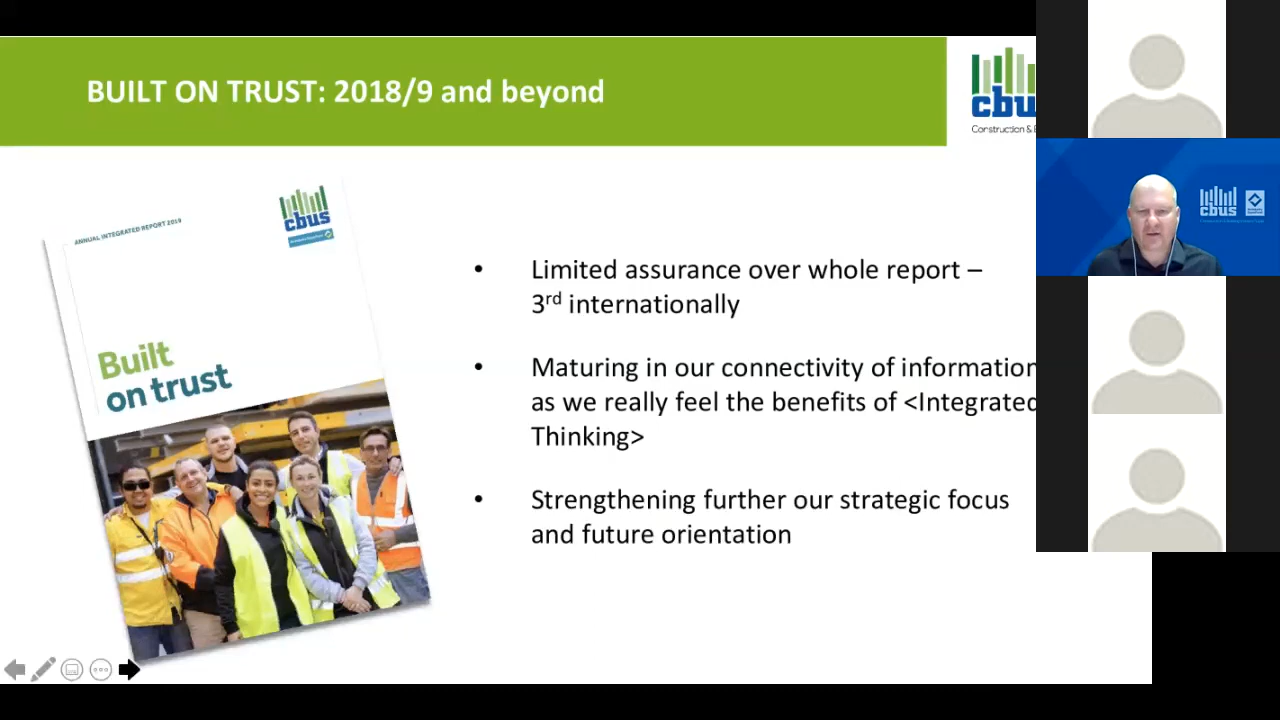 BUILT ON TRUST: 2018/9 and beyond
cbus
Construction &
ANNUAL INTEGRATED REPORT 2019
cbus
Built
on trust
• Limited assurance over whole report –
3rd internationally
• Maturing in our connectivity of information
as we really feel the benefits of <Integrated
Thinking>
• Strengthening further our strategic focus
and future orientation
cbus